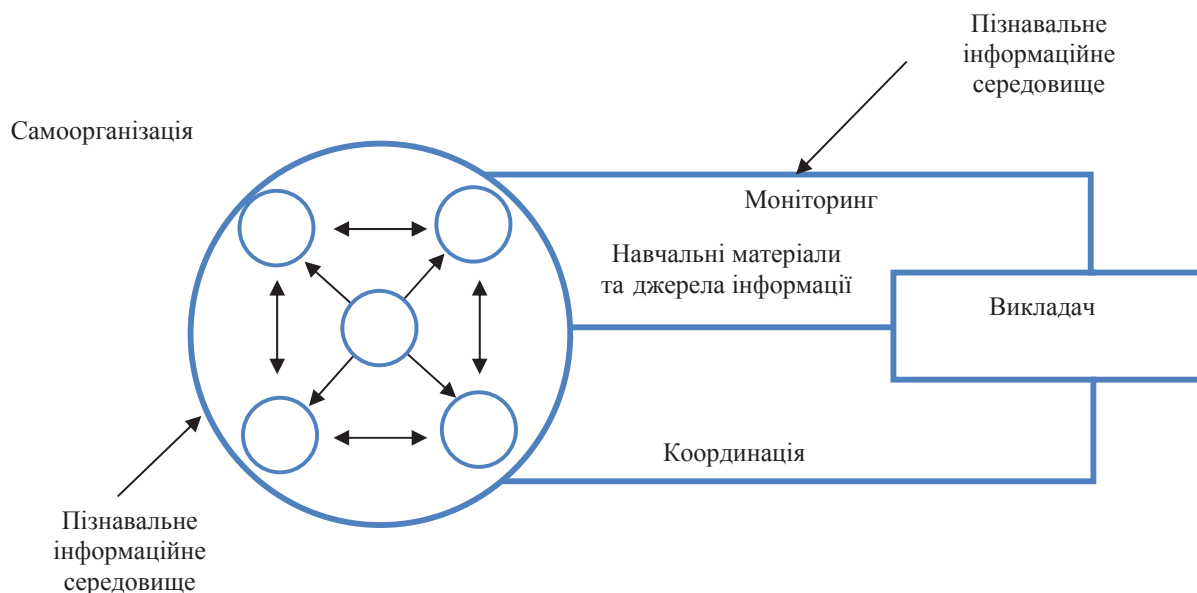 Пізнавальне
інформаційне
середовище
Самоорганізація
Моніторинг
Навчальні матеріали
та джерела інформації
Викладач
Координація
Пізнавальне
інформаційне
середовище